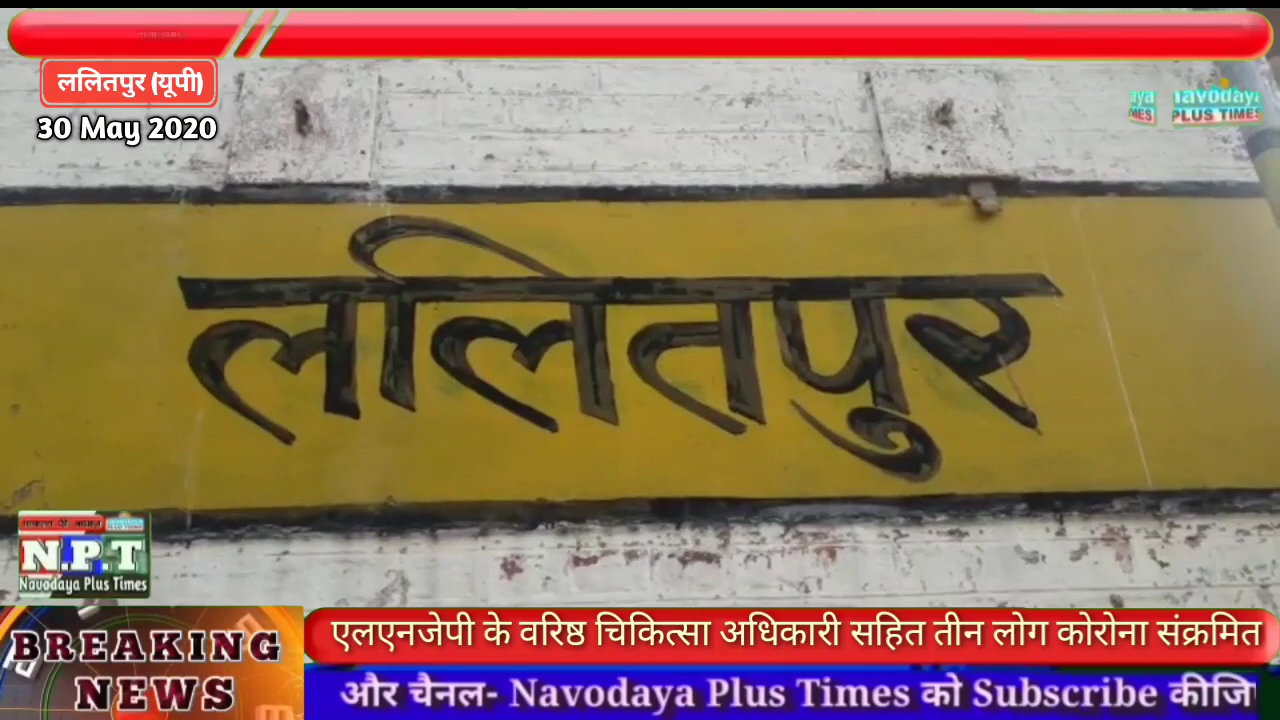 ललितपुर (यूपी)
30 May 2020
Navodaya
PLUS TIMES
ललितपुर
N.P.T
Navodaya Plus Times
BREAKING
NEWS
एलएनजेपी के वरिष्ठ चिकित्सा अधिकारी सहित तीन लोग कोरोना संक्रमित
और चैनल- Navodaya Plus Times को Subscribe कीजि